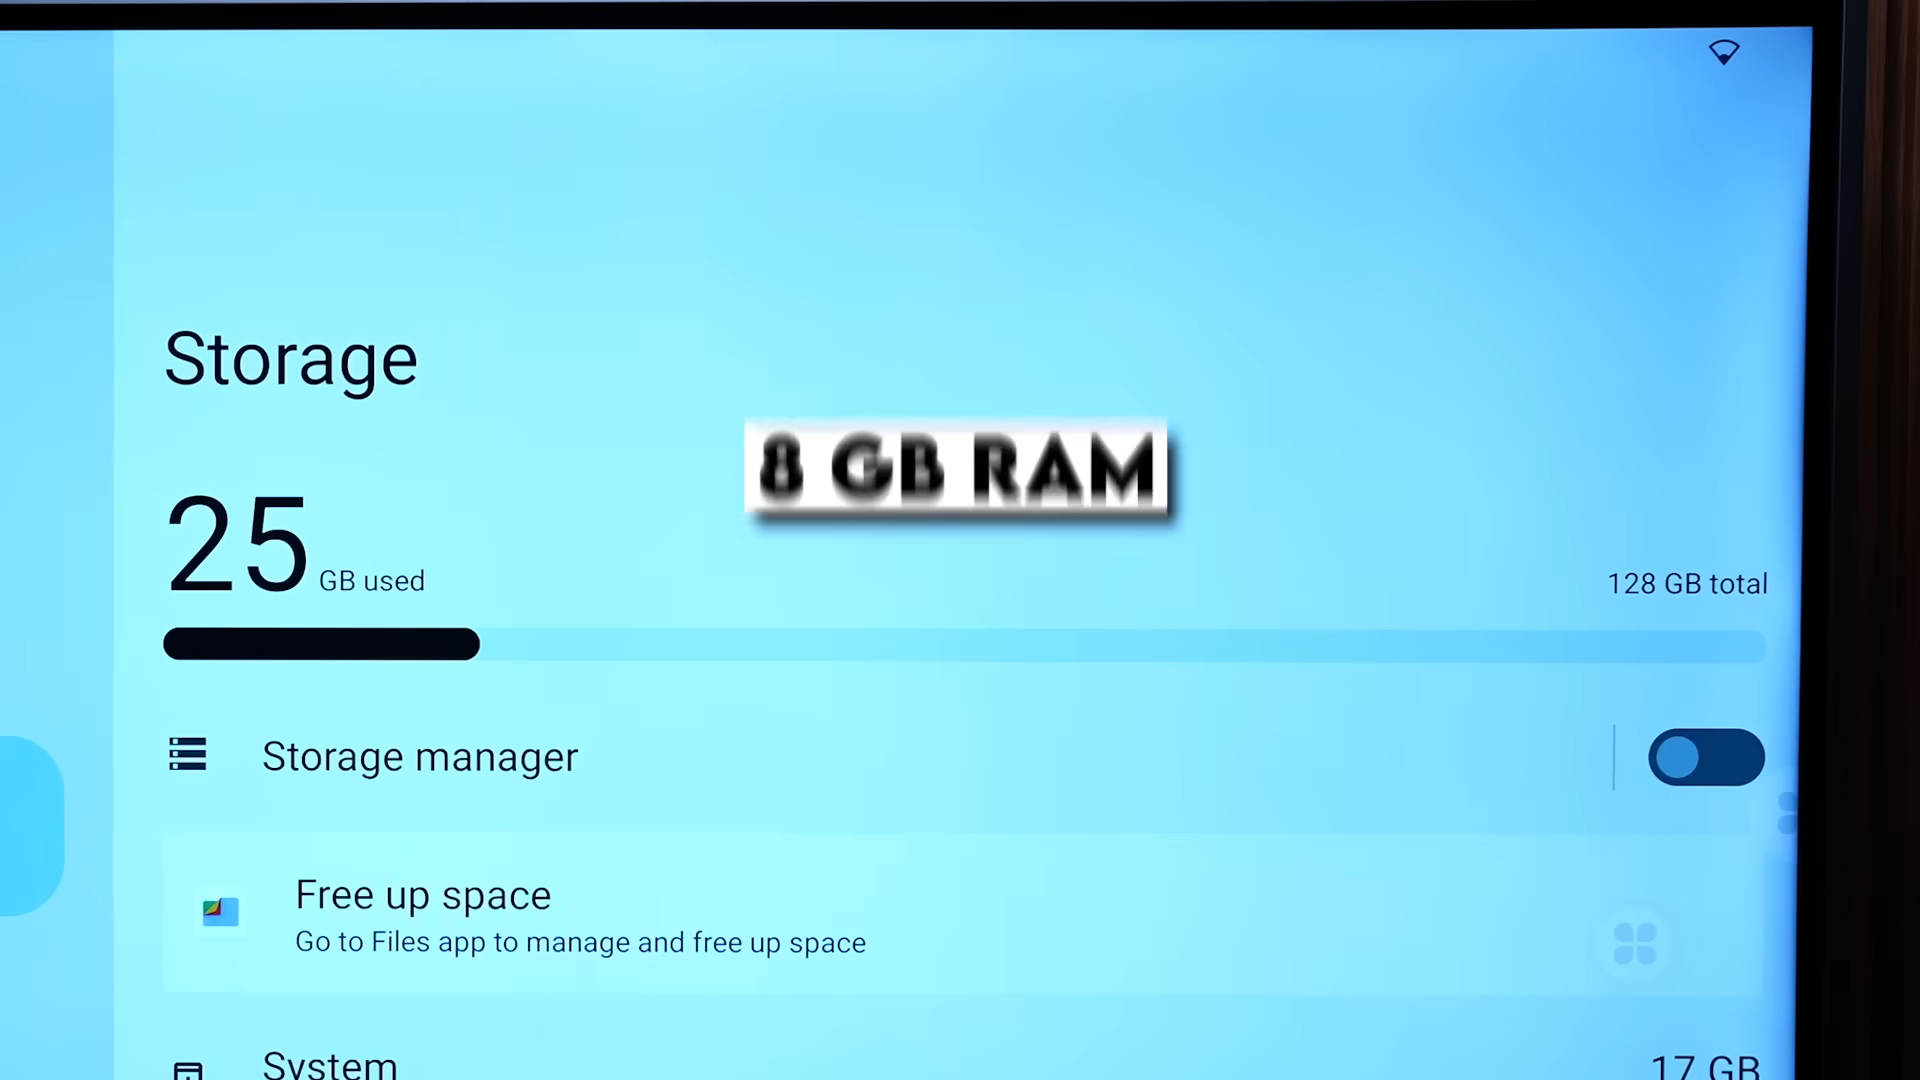 Storage
8 GB RAM
25 GB used
128 GB total
Storage manager
Free up space
Go to Files app to manage and free up space
System
17 GB